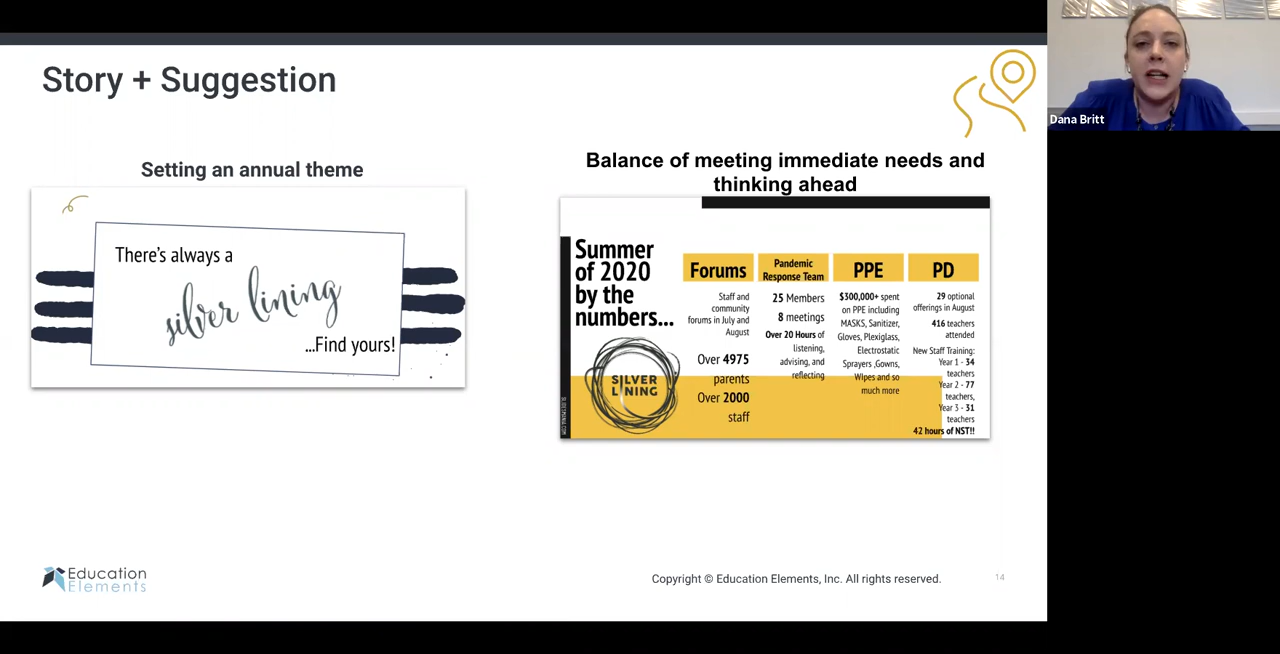 Story + Suggestion
Dana Britt
Setting an annual theme
There's always a
silver lining
...Find yours!
Balance of meeting immediate needs and
thinking ahead
Summer
of 2020
by the
numbers...
SILVER
LINING
SLIDESMANIA.COM
Forums
Staff and
community
forums in July and
August
Over 4975
parents
Over 2000
staff
Pandemic
Response Team
25 Members
8 meetings
Over 20 Hours of
listening,
advising, and
reflecting
PPE
$300,000+ spent
on PPE including
MASKS, Sanitizer,
Gloves, Plexiglass,
Electrostatic
Sprayers ,Gowns,
Wipes and so
much more
PD
29 optional
offerings in August
416 teachers
attended
New Staff Training:
Year 1 - 34
teachers
Year 2 - 77
teachers,
Year 3 - 31
teachers
42 hours of NST!!
Education
Elements
Copyright © Education Elements, Inc. All rights reserved.
14